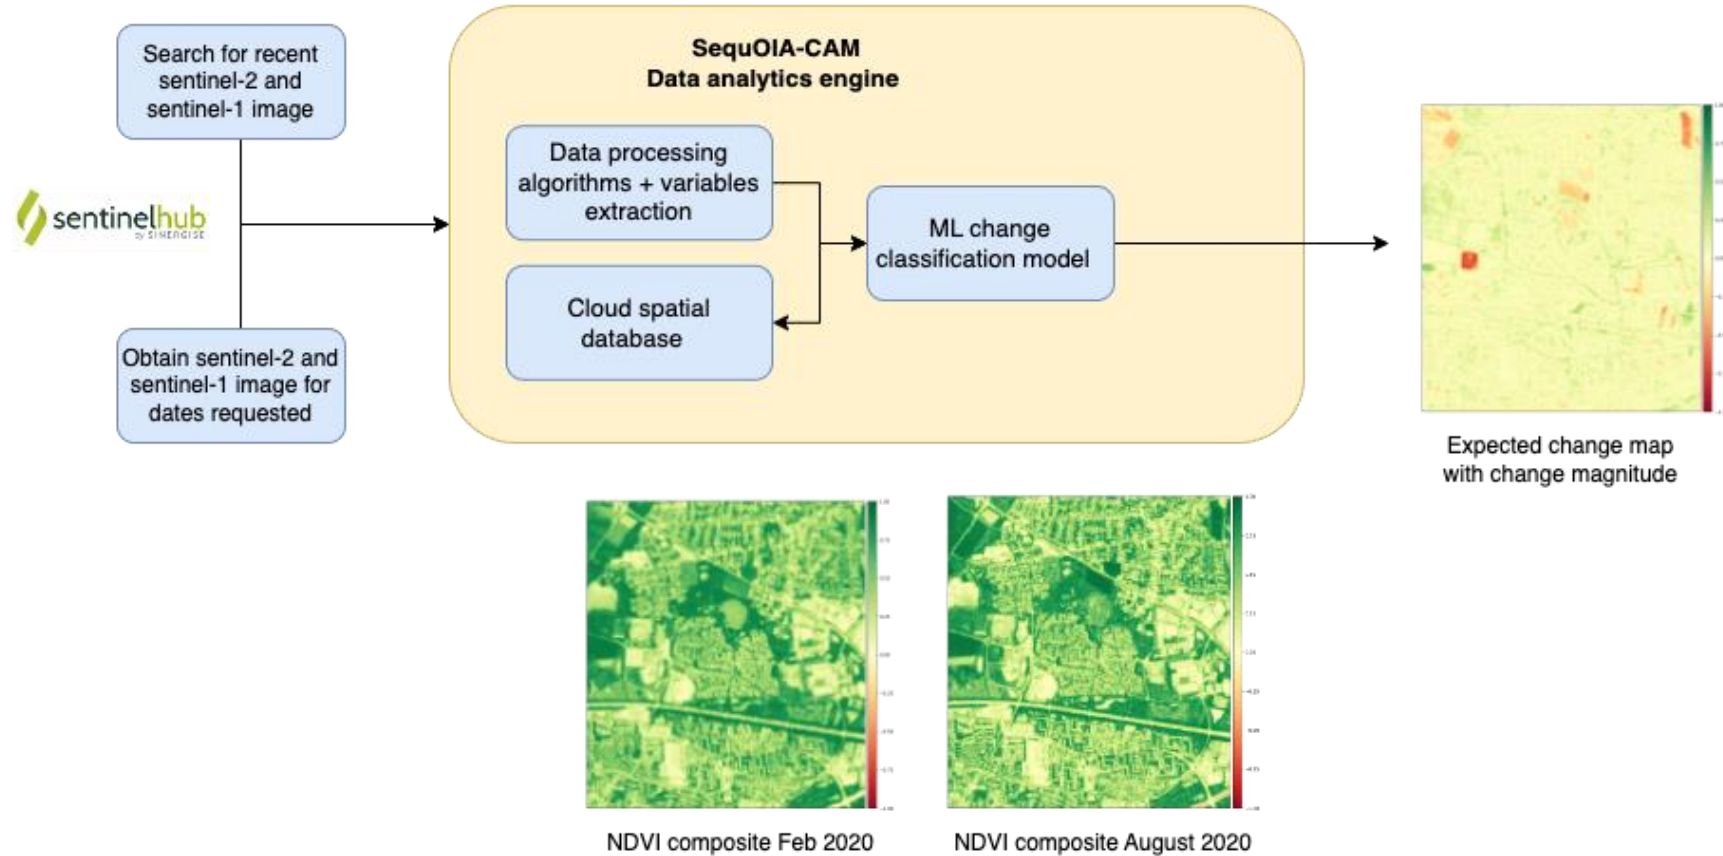 Search for recent
sentinel-2 and
sentinel-1 image
sentinelhub
by SINERGISE
Obtain sentinel-2 and
sentinel-1 image for
dates requested
SequOIA-CAM
Data analytics engine
Data processing
algorithms + variables
extraction
Cloud spatial
database
ML change
classification model
Expected change map
with change magnitude
NDVI composite Feb 2020
NDVI composite August 2020